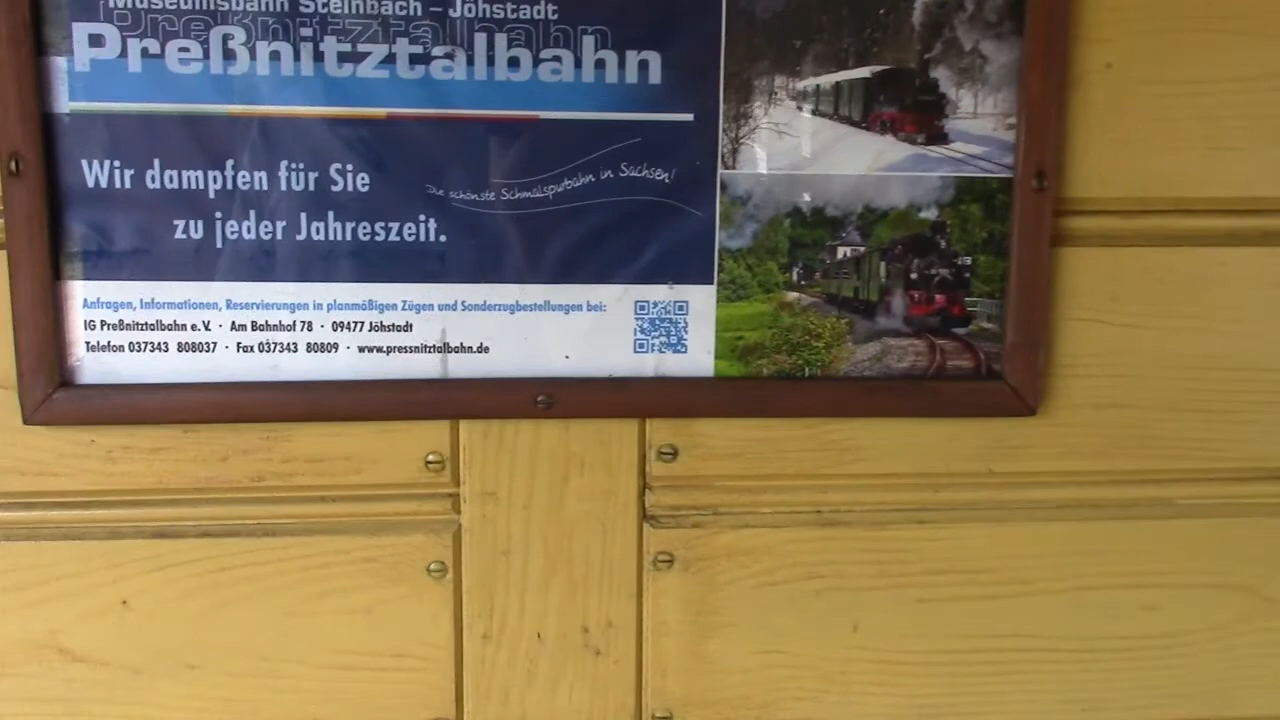 Museumsbahn Steinbach – Jöhstadt
Preßnitztalbahn
Wir dampfen für Sie
zu jeder Jahreszeit.
Die schönste Schmalspurbahn in Sachsen!
Anfragen, Informationen, Reservierungen in planmäßigen Zügen und Sonderzugbestellungen bei:
IG Preßnitztalbahn e.V. · Am Bahnhof 78 · 09477 Jöhstadt
Telefon 037343 808037 · Fax 037343 80809 · www.pressnitztalbahn.de